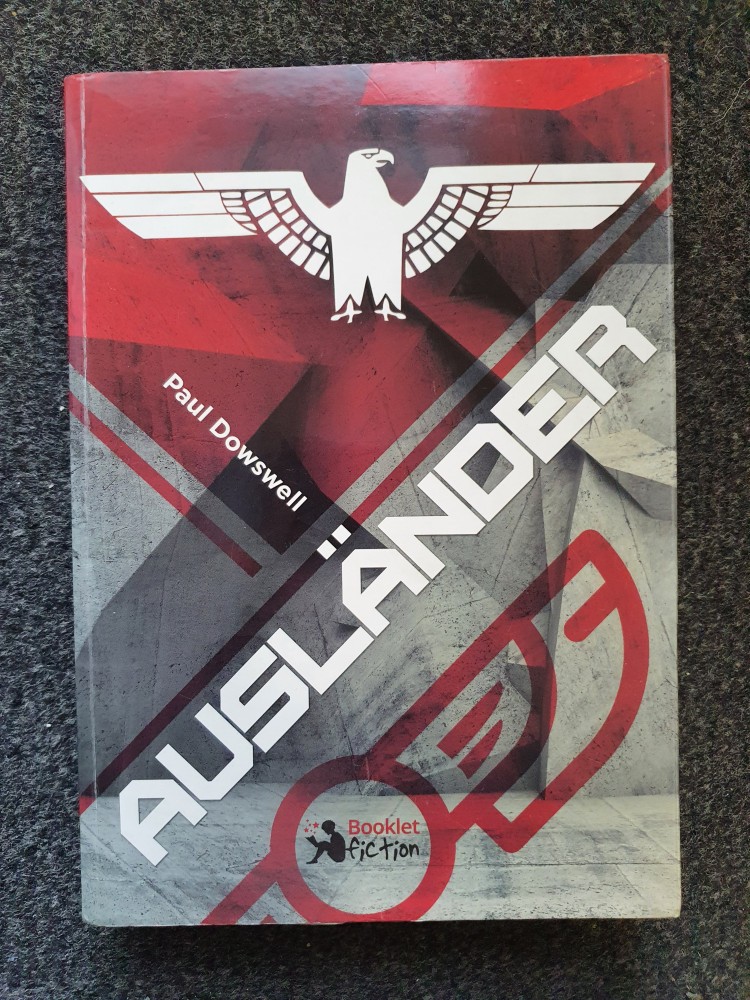 Paul Dowswell
AUSLÄNDER
Booklet
fiction